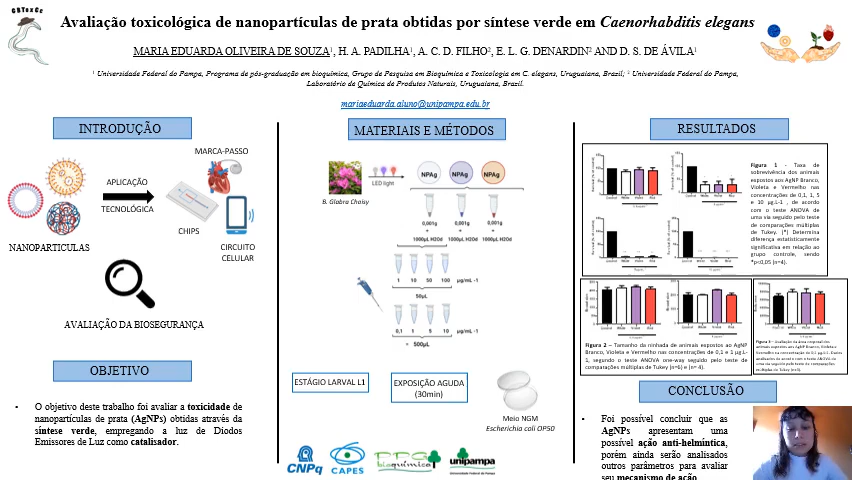 Avaliação toxicológica de nanopartículas de prata obtidas por síntese verde em Caenorhabditis elegans
MARIA EDUARDA OLIVEIRA DE SOUZA¹, H. A. PADILHA¹, A. C. D. FILHO², E. L. G. DENARDIN² AND D. S. DE ÁVILA¹
¹ Universidade Federal do Pampa, Programa de pós-graduação em bioquímica, Grupo de Pesquisa em Bioquímica e Toxicologia em C. elegans, Uruguaiana, Brazil; ² Universidade Federal do Pampa,
Laboratório de Química de Produtos Naturais, Uruguaiana, Brazil.
mariaeduarda.aluno@unipampa.edu.br
INTRODUÇÃO
MARCA-PASSO
APLICAÇÃO
TECNOLÓGICA
CHIPS
NANOPARTICULAS
CIRCUITO
CELULAR
AVALIAÇÃO DA BIOSEGURANÇA
OBJETIVO
• O objetivo deste trabalho foi avaliar a toxicidade de
nanopartículas de prata (AgNPs) obtidas através da
síntese verde, empregando a luz de Diodos
Emissores de Luz como catalisador.
MATERIAIS E MÉTODOS
B. Glabra Choisy
LED light
NPAg NPAg NPAg
0,001g 0,001g 0,001g
+ + +
1000µL H20d 1000µL H20d 1000µL H20d
1 10 50 100 µg/mL -1
50µL
0,1 1 5 10 µg/mL -1
= 500µL
ESTÁGIO LARVAL L1
EXPOSIÇÃO AGUDA
(30min)
Meio NGM
Escherichia coli OP50
CNPq
CAPES
PPG
bioquímica
unipampa
Universidade Federal do Pampa
RESULTADOS
Figura 1 - Taxa de
sobrevivência dos animais
expostos aos AgNP Branco,
Violeta e Vermelho nas
concentrações de 0,1, 1, 5
e 10 µg.L-1 , de acordo
com o teste ANOVA de
uma via seguido pelo teste
de comparações múltiplas
de Tukey. (*) Determina
diferença estatisticamente
significativa em relação ao
grupo controle, sendo
*p<0,05 (n=4).
Figura 2 – Tamanho da ninhada de animais expostos ao AgNP
Branco, Violeta e Vermelho nas concentrações de 0,1 e 1 µg.L-
1, segundo o teste ANOVA one-way seguido pelo teste de
comparações múltiplas de Tukey (n=6) e (n= 4).
CONCLUSÃO
• Foi possível concluir que as
AgNPs apresentam uma
possível ação anti-helmíntica,
porém ainda serão analisados
outros parâmetros para avaliar
seu mecanismo de ação